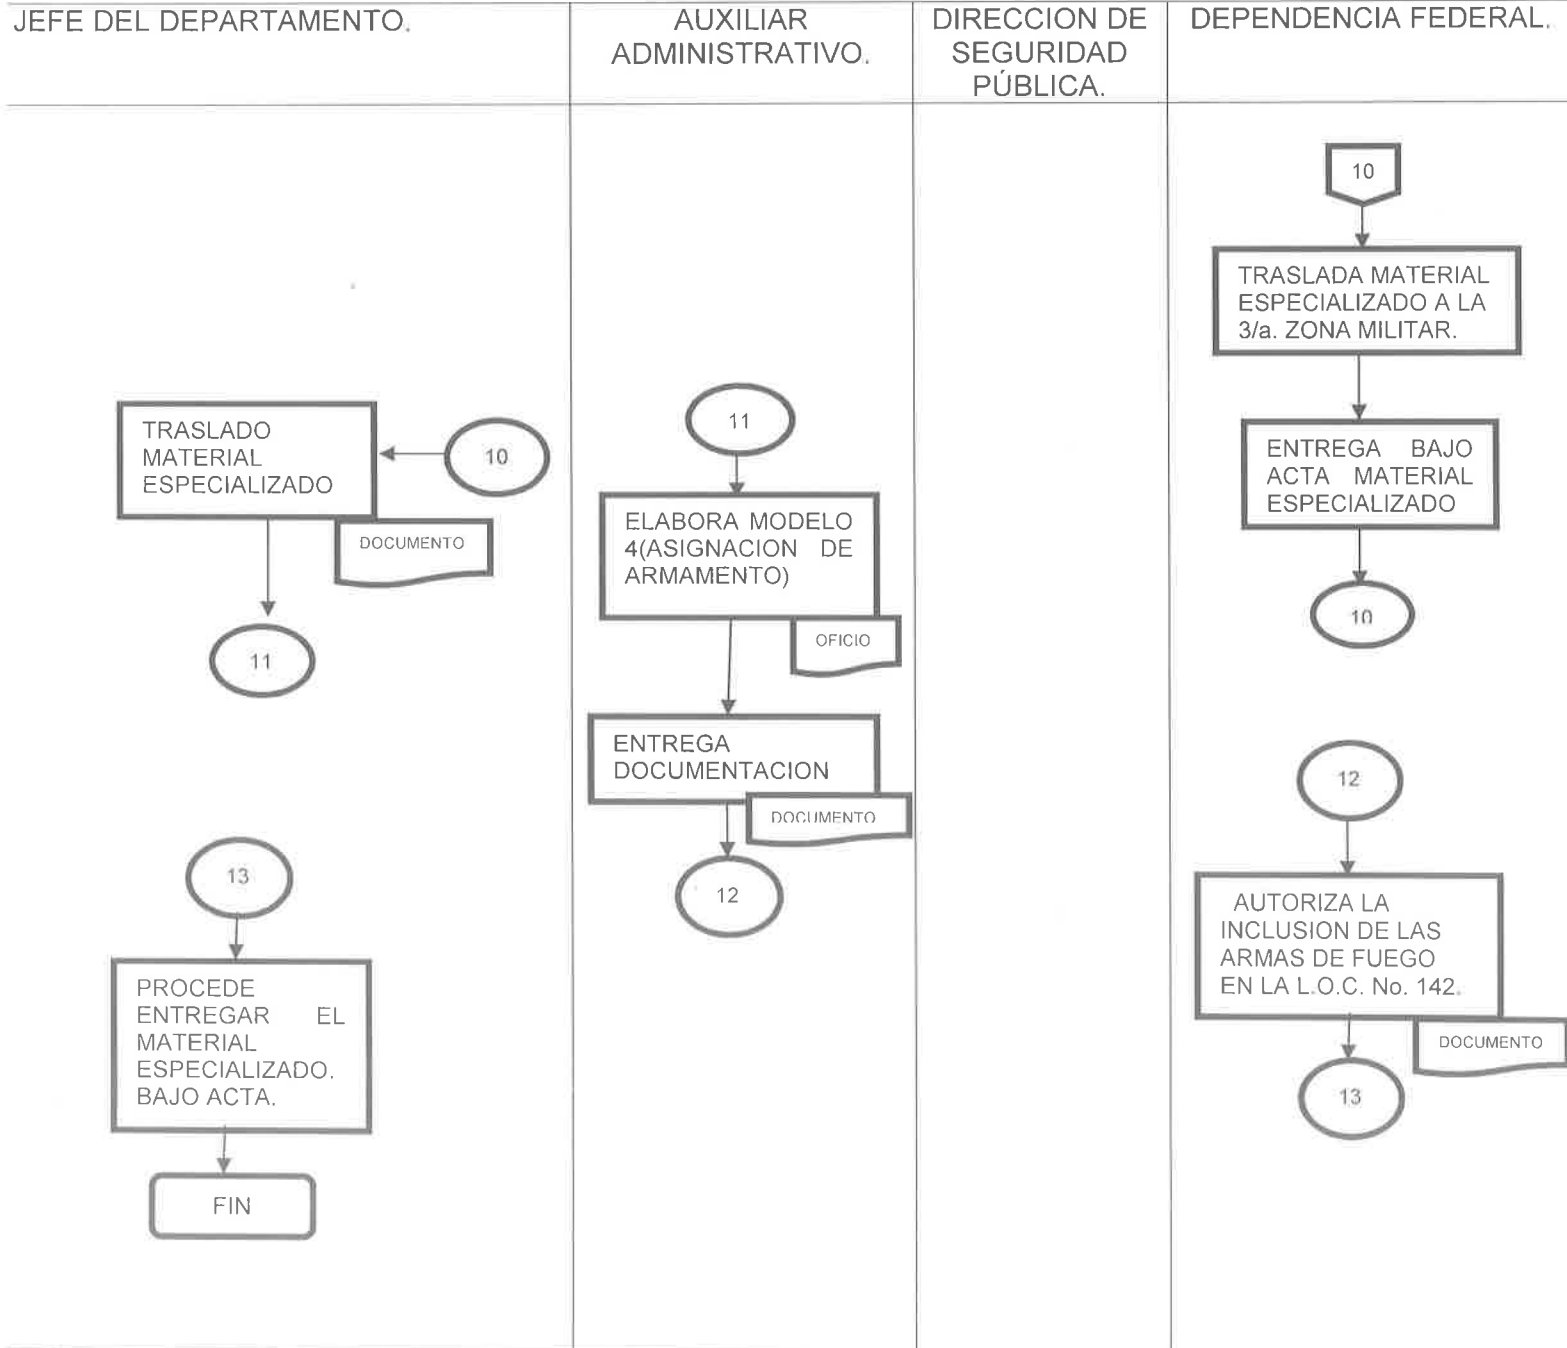 JEFE DEL DEPARTAMENTO.
AUXILIAR
ADMINISTRATIVO.
DIRECCION DE
SEGURIDAD
PÚBLICA.
DEPENDENCIA FEDERAL.
10
TRASLADA MATERIAL
ESPECIALIZADO A LA
3/a. ZONA MILITAR.
ENTREGA BAJO
ACTA MATERIAL
ESPECIALIZADO
10
10
TRASLADO
MATERIAL
ESPECIALIZADO
DOCUMENTO
11
11
ELABORA MODELO
4(ASIGNACION DE
ARMAMENTO)
OFICIO
ENTREGA
DOCUMENTACION
DOCUMENTO
12
12
AUTORIZA LA
INCLUSION DE LAS
ARMAS DE FUEGO
EN LA L.O.C. No. 142.
DOCUMENTO
13
13
PROCEDE
ENTREGAR EL
MATERIAL
ESPECIALIZADO.
BAJO ACTA.
FIN